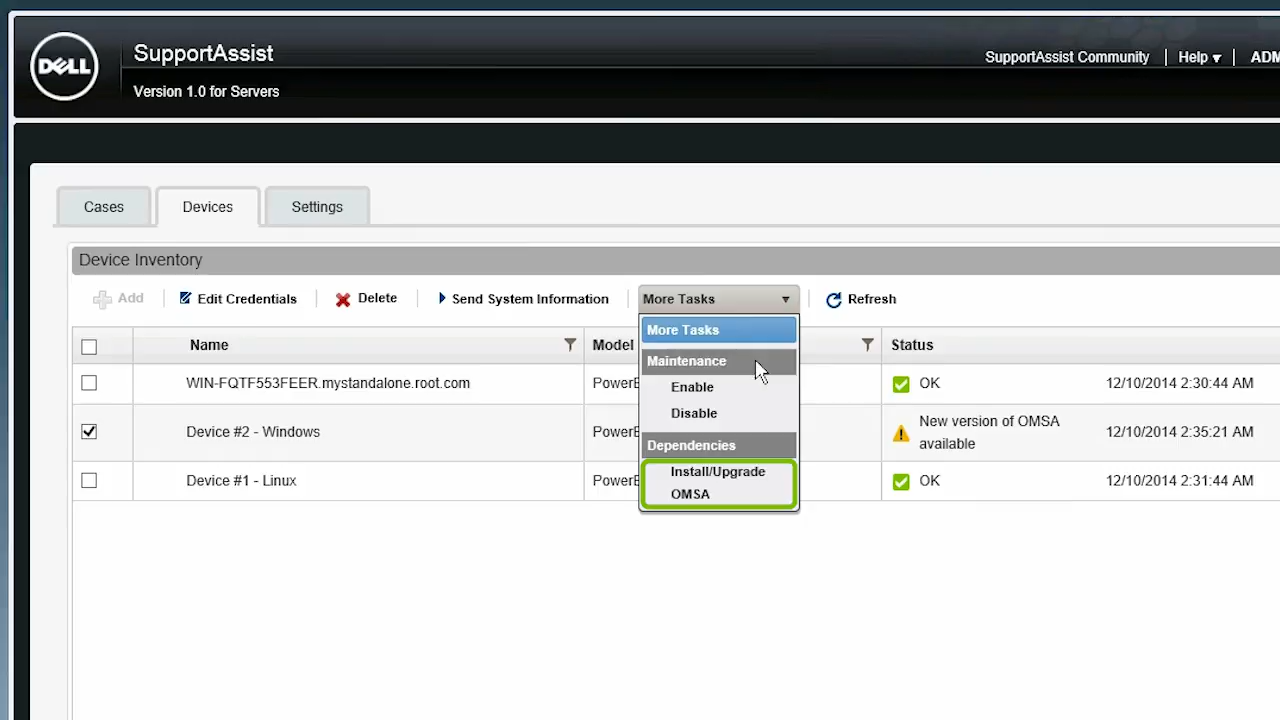 DELL
SupportAssist
Version 1.0 for Servers
SupportAssist Community
Help
Cases
Devices
Settings
Device Inventory
Add
Edit Credentials
Delete
Send System Information
More Tasks
Refresh
Name
Model
Status
More Tasks
Maintenance
Enable
Disable
Dependencies
Install/Upgrade
OMSA
WIN-FQTF553FEER.mystandalone.root.com
OK
12/10/2014 2:30:44 AM
Device #2 - Windows
New version of OMSA
available
12/10/2014 2:35:21 AM
Device #1 - Linux
OK
12/10/2014 2:31:44 AM